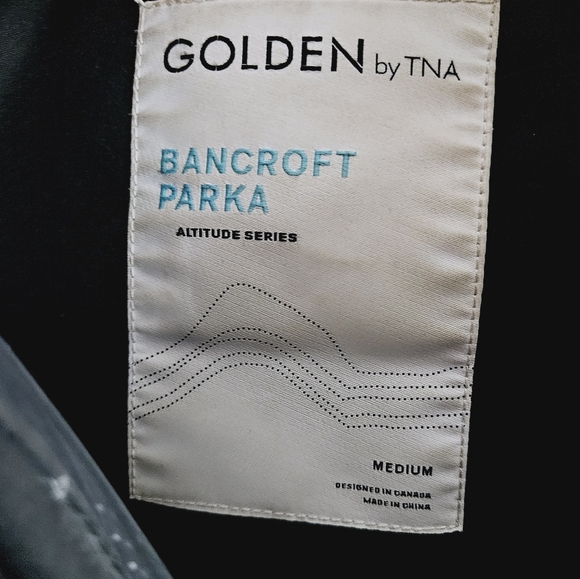 GOLDEN by TNA
BANCROFT
PARKA
ALTITUDE SERIES
MEDIUM
DESIGNED IN CANADA
MADE IN CHINA